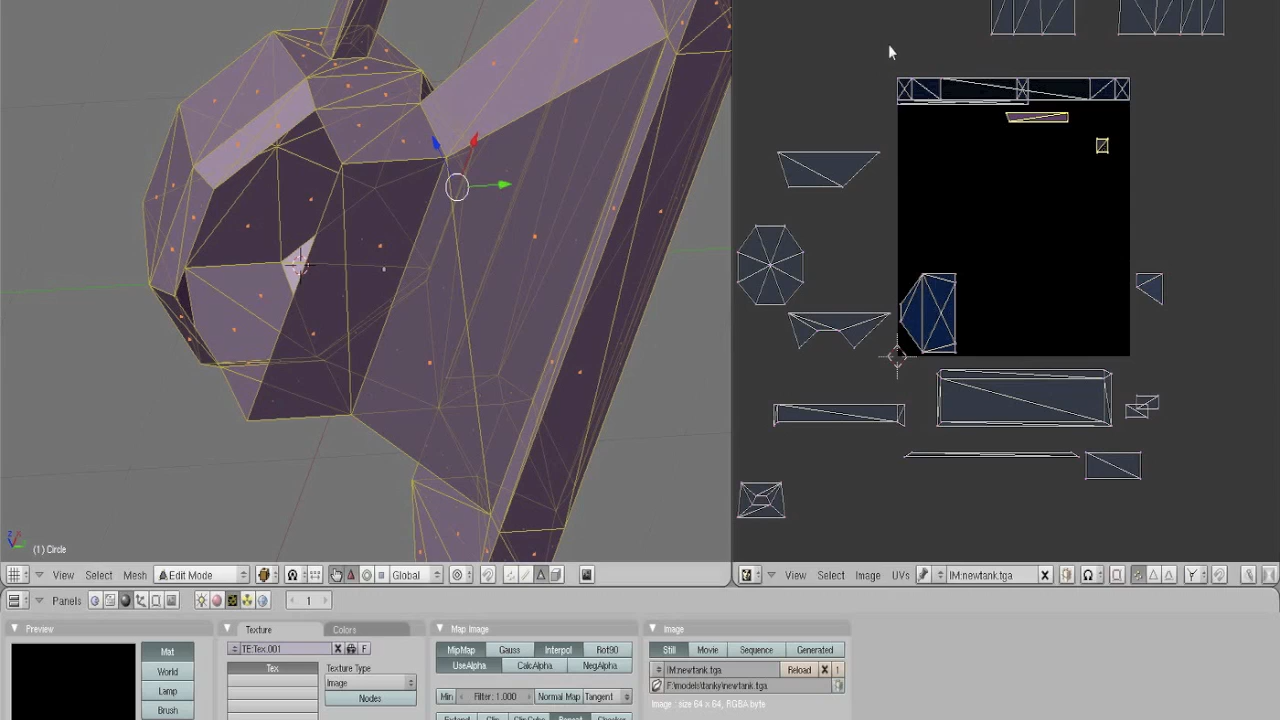 (1) Circle
View Select Mesh Edit Mode Global
View Select Image UVs IM:newtank.tga X
Panels 1
Preview
Texture Colors
Map Image
Image
Mat
World
Lamp
Brush
TE:Tex.001 X F
Tex
Texture Type
Image
Nodes
MipMap Gauss Interpol Rot90
UseAlpha CalcAlpha NegAlpha
Min Filter: 1.000 Normal Map Tangent
Still Movie Sequence Generated
IM:newtank.tga Reload X 1
F:\models\tanky\newtank.tga
Image : size 64 x 64, RGBA byte